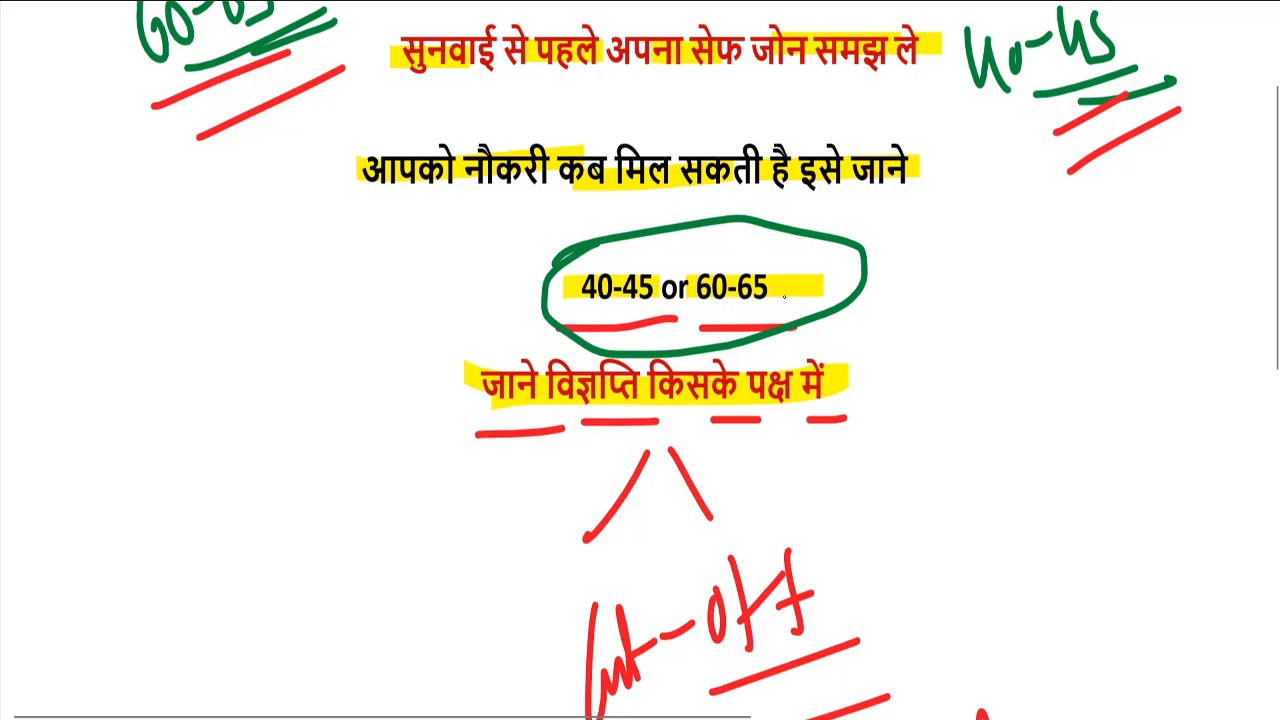 60-65
सुनवाई से पहले अपना सेफ जोन समझ ले
40-45
आपको नौकरी कब मिल सकती है इसे जाने
40-45 or 60-65
जाने विज्ञप्ति किसके पक्ष में
Cut-off